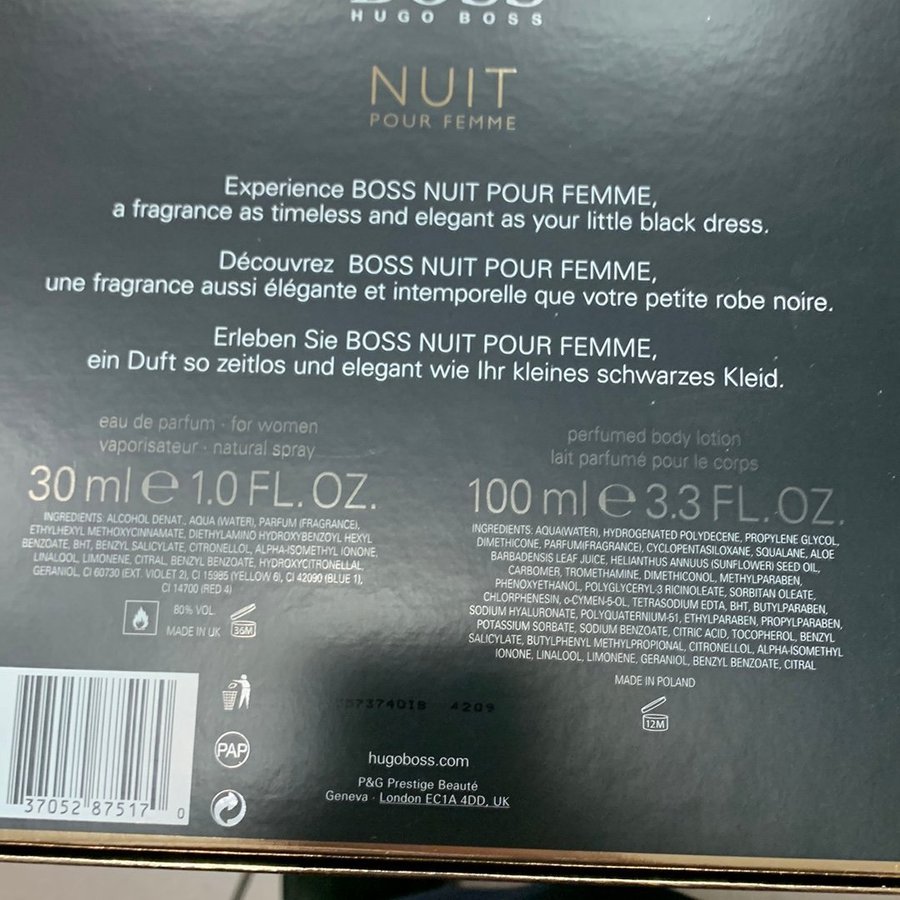 BOSS
HUGO BOSS
NUIT
POUR FEMME
Experience BOSS NUIT POUR FEMME,
a fragrance as timeless and elegant as your little black dress.
Découvrez BOSS NUIT POUR FEMME,
une fragrance aussi élégante et intemporelle que votre petite robe noire.
Erleben Sie BOSS NUIT POUR FEMME,
ein Duft so zeitlos und elegant wie Ihr kleines schwarzes Kleid.
eau de parfum · for women
vaporisateur · natural spray
30 ml e 1.0 FL. OZ.
INGREDIENTS: ALCOHOL DENAT., AQUA (WATER), PARFUM (FRAGRANCE),
ETHYLHEXYL METHOXYCINNAMATE, DIETHYLAMINO HYDROXYBENZOYL HEXYL
BENZOATE, BHT, BENZYL SALICYLATE, CITRONELLOL, ALPHA-ISOMETHYL IONONE,
LINALOOL, LIMONENE, CITRAL, BENZYL BENZOATE, HYDROXYCITRONELLAL,
GERANIOL, CI 60730 (EXT. VIOLET 2), CI 15985 (YELLOW 6), CI 42090 (BLUE 1),
CI 14700 (RED 4)
80% VOL
MADE IN UK
36M
perfumed body lotion
lait parfumé pour le corps
100 ml e 3.3 FL. OZ.
INGREDIENTS: AQUA(WATER), HYDROGENATED POLYDECENE, PROPYLENE GLYCOL,
DIMETHICONE, PARFUM(FRAGRANCE), CYCLOPENTASILOXANE, SQUALANE, ALOE
BARBADENSIS LEAF JUICE, HELIANTHUS ANNUUS (SUNFLOWER) SEED OIL,
CARBOMER, TROMETHAMINE, DIMETHICONOL, METHYLPARABEN,
PHENOXYETHANOL, POLYGLYCERYL-3 RICINOLEATE, SORBITAN OLEATE,
CHLORPHENESIN, o-CYMEN-5-OL, TETRASODIUM EDTA, BHT, BUTYLPARABEN,
SODIUM HYALURONATE, POLYQUATERNIUM-51, ETHYLPARABEN, PROPYLPARABEN,
POTASSIUM SORBATE, SODIUM BENZOATE, CITRIC ACID, TOCOPHEROL, BENZYL
SALICYLATE, BUTYLPHENYL METHYLPROPIONAL, CITRONELLOL, ALPHA-ISOMETHYL
IONONE, LINALOOL, LIMONENE, GERANIOL, BENZYL BENZOATE, CITRAL
MADE IN POLAND
12M
4209
PAP
hugoboss.com
P&G Prestige Beauté
Geneva · London EC1A 4DD, UK
37052 87517 0